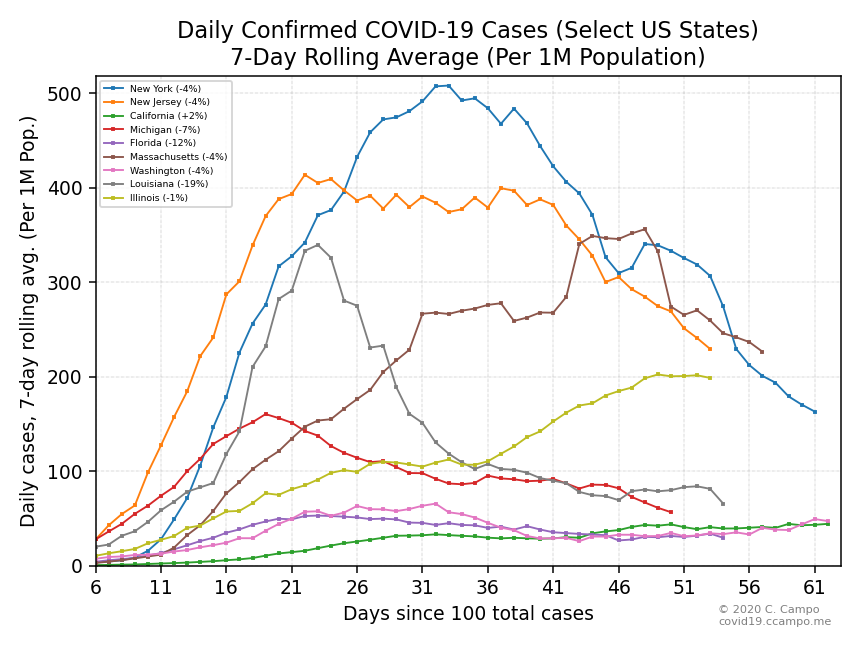 Daily Confirmed COVID-19 Cases (Select US States)
7-Day Rolling Average (Per 1M Population)
Daily cases, 7-day rolling avg. (Per 1M Pop.)
500
400
300
200
100
0
New York (-4%)
New Jersey (-4%)
California (+2%)
Michigan (-7%)
Florida (-12%)
Massachusetts (-4%)
Washington (-4%)
Louisiana (-19%)
Illinois (-1%)
6 11 16 21 26 31 36 41 46 51 56 61
Days since 100 total cases
© 2020 C. Campo
covid19.ccampo.me